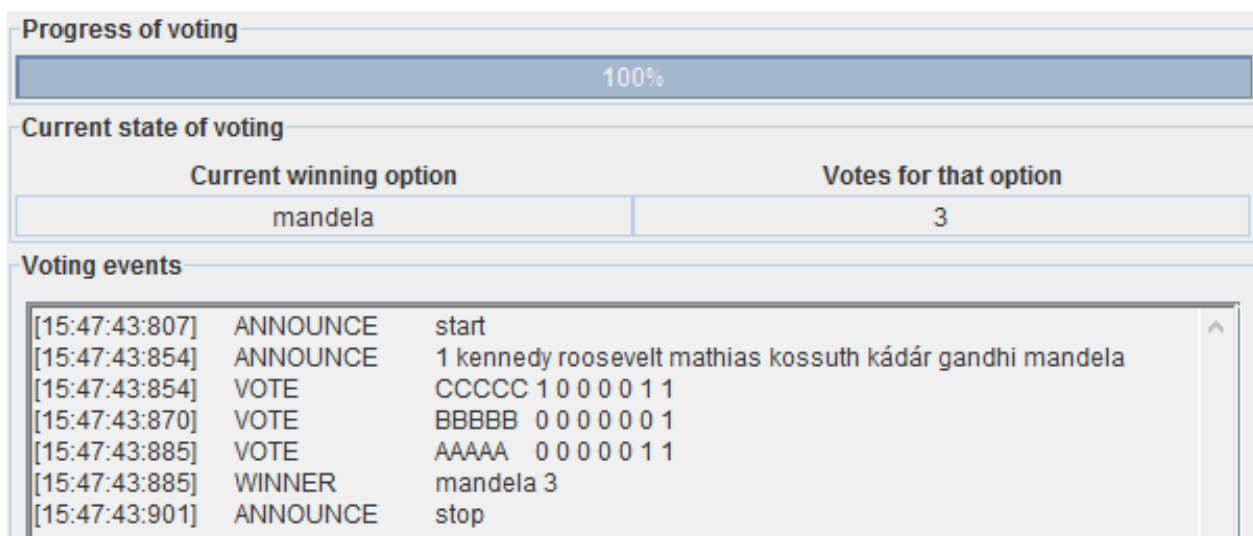 Progress of voting
100%
Current state of voting
Current winning option Votes for that option
mandela 3
Voting events
[15:47:43:807] ANNOUNCE start
[15:47:43:854] ANNOUNCE 1 kennedy roosevelt mathias kossuth kádár gandhi mandela
[15:47:43:854] VOTE CCCCC 1 0 0 0 0 1 1
[15:47:43:870] VOTE BBBBB 0 0 0 0 0 0 1
[15:47:43:885] VOTE AAAAA 0 0 0 0 0 1 1
[15:47:43:885] WINNER mandela 3
[15:47:43:901] ANNOUNCE stop